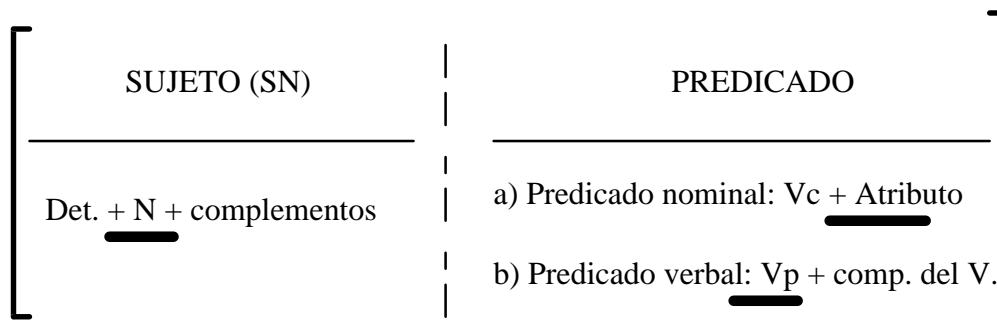 SUJETO (SN)
PREDICADO
Det. + N + complementos
a) Predicado nominal: Vc + Atributo
b) Predicado verbal: Vp + comp. del V.